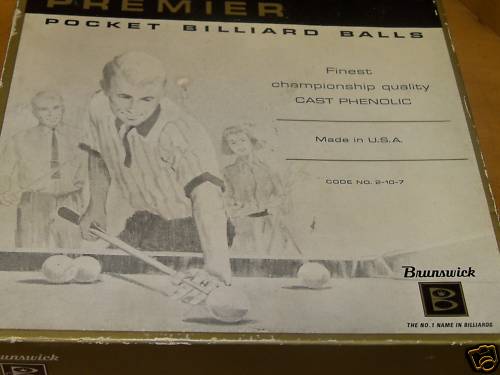 PREMIER
POCKET BILLIARD BALLS
Finest
championship quality
CAST PHENOLIC
Made in U.S.A.
CODE NO. 2-10-7
Brunswick
B
THE NO. 1 NAME IN BILLIARDS
runswick